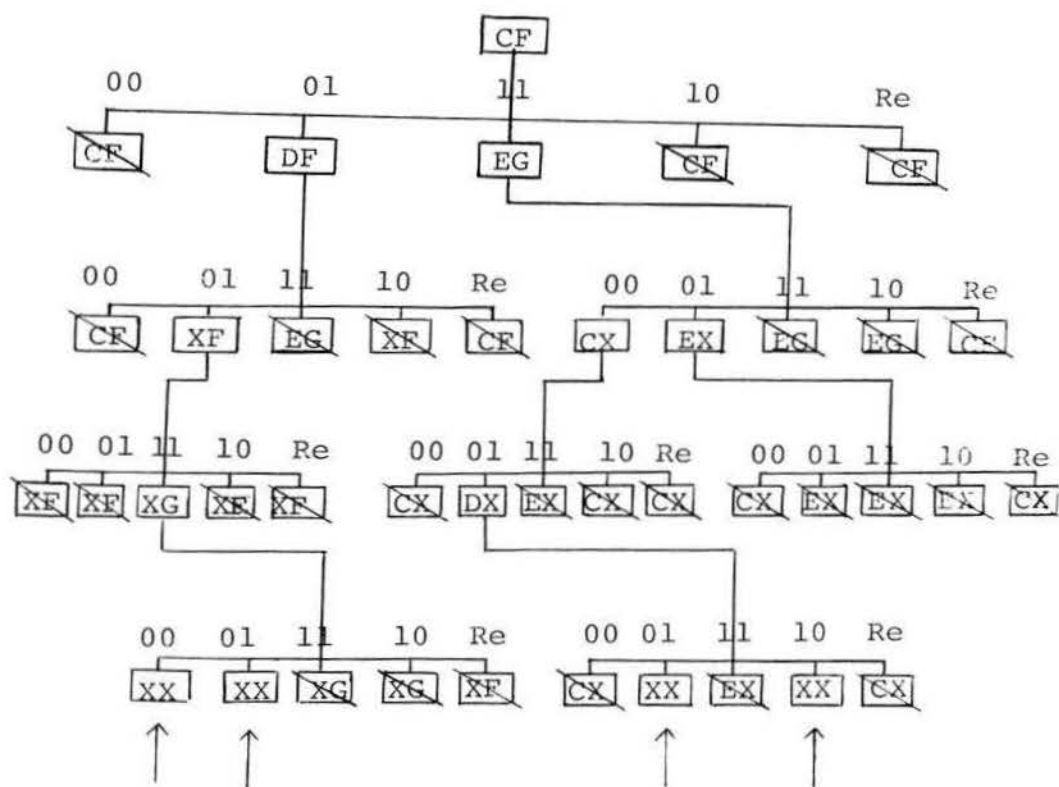 CF
00 01 11 10 Re
CF DF EG CF CF
00 01 11 10 Re 00 01 11 10 Re
CF XF EG XF CF CX EX EG EG CF
00 01 11 10 Re 00 01 11 10 Re 00 01 11 10 Re
XF XF XG XF XF CX DX EX CX CX CX EX EX EX CX
00 01 11 10 Re 00 01 11 10 Re
XX XX XG XG XF CX XX EX XX CX